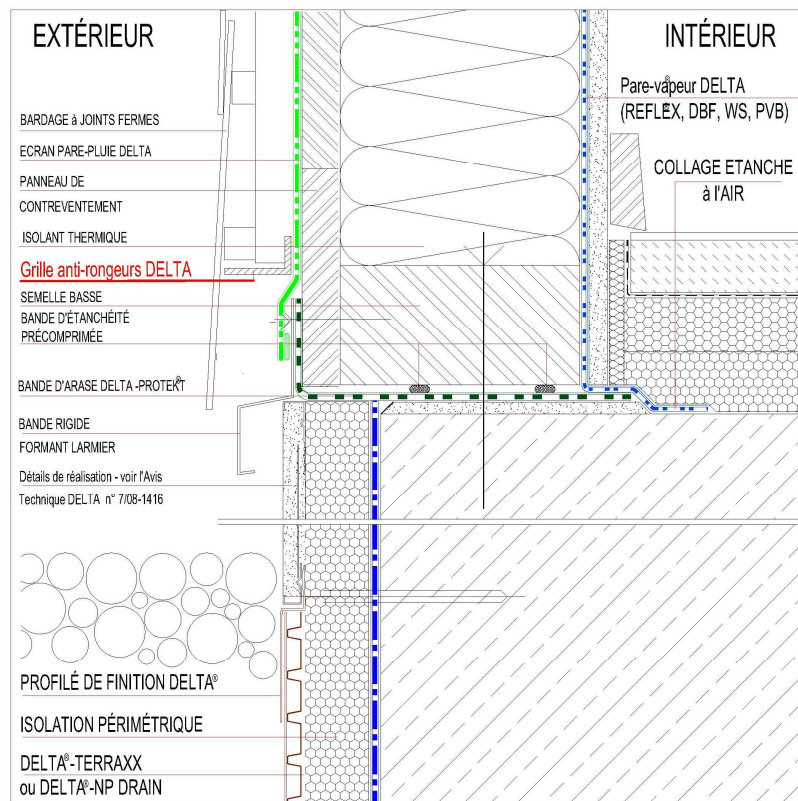 EXTÉRIEUR
INTÉRIEUR
Pare-vapeur DELTA®
(REFLEX, DBF, WS, PVB)
COLLAGE ETANCHE
à l'AIR
BARDAGE à JOINTS FERMES
ECRAN PARE-PLUIE DELTA
PANNEAU DE
CONTREVENTEMENT
ISOLANT THERMIQUE
Grille anti-rongeurs DELTA
SEMELLE BASSE
BANDE D'ÉTANCHÉITÉ
PRÉCOMPRIMÉE
BANDE D'ARASE DELTA -PROTEKT®
BANDE RIGIDE
FORMANT LARMIER
Détails de réalisation - voir l'Avis
Technique DELTA n° 7/08-1416
PROFILÉ DE FINITION DELTA®
ISOLATION PÉRIMÉTRIQUE
DELTA®-TERRAXX
ou DELTA®-NP DRAIN